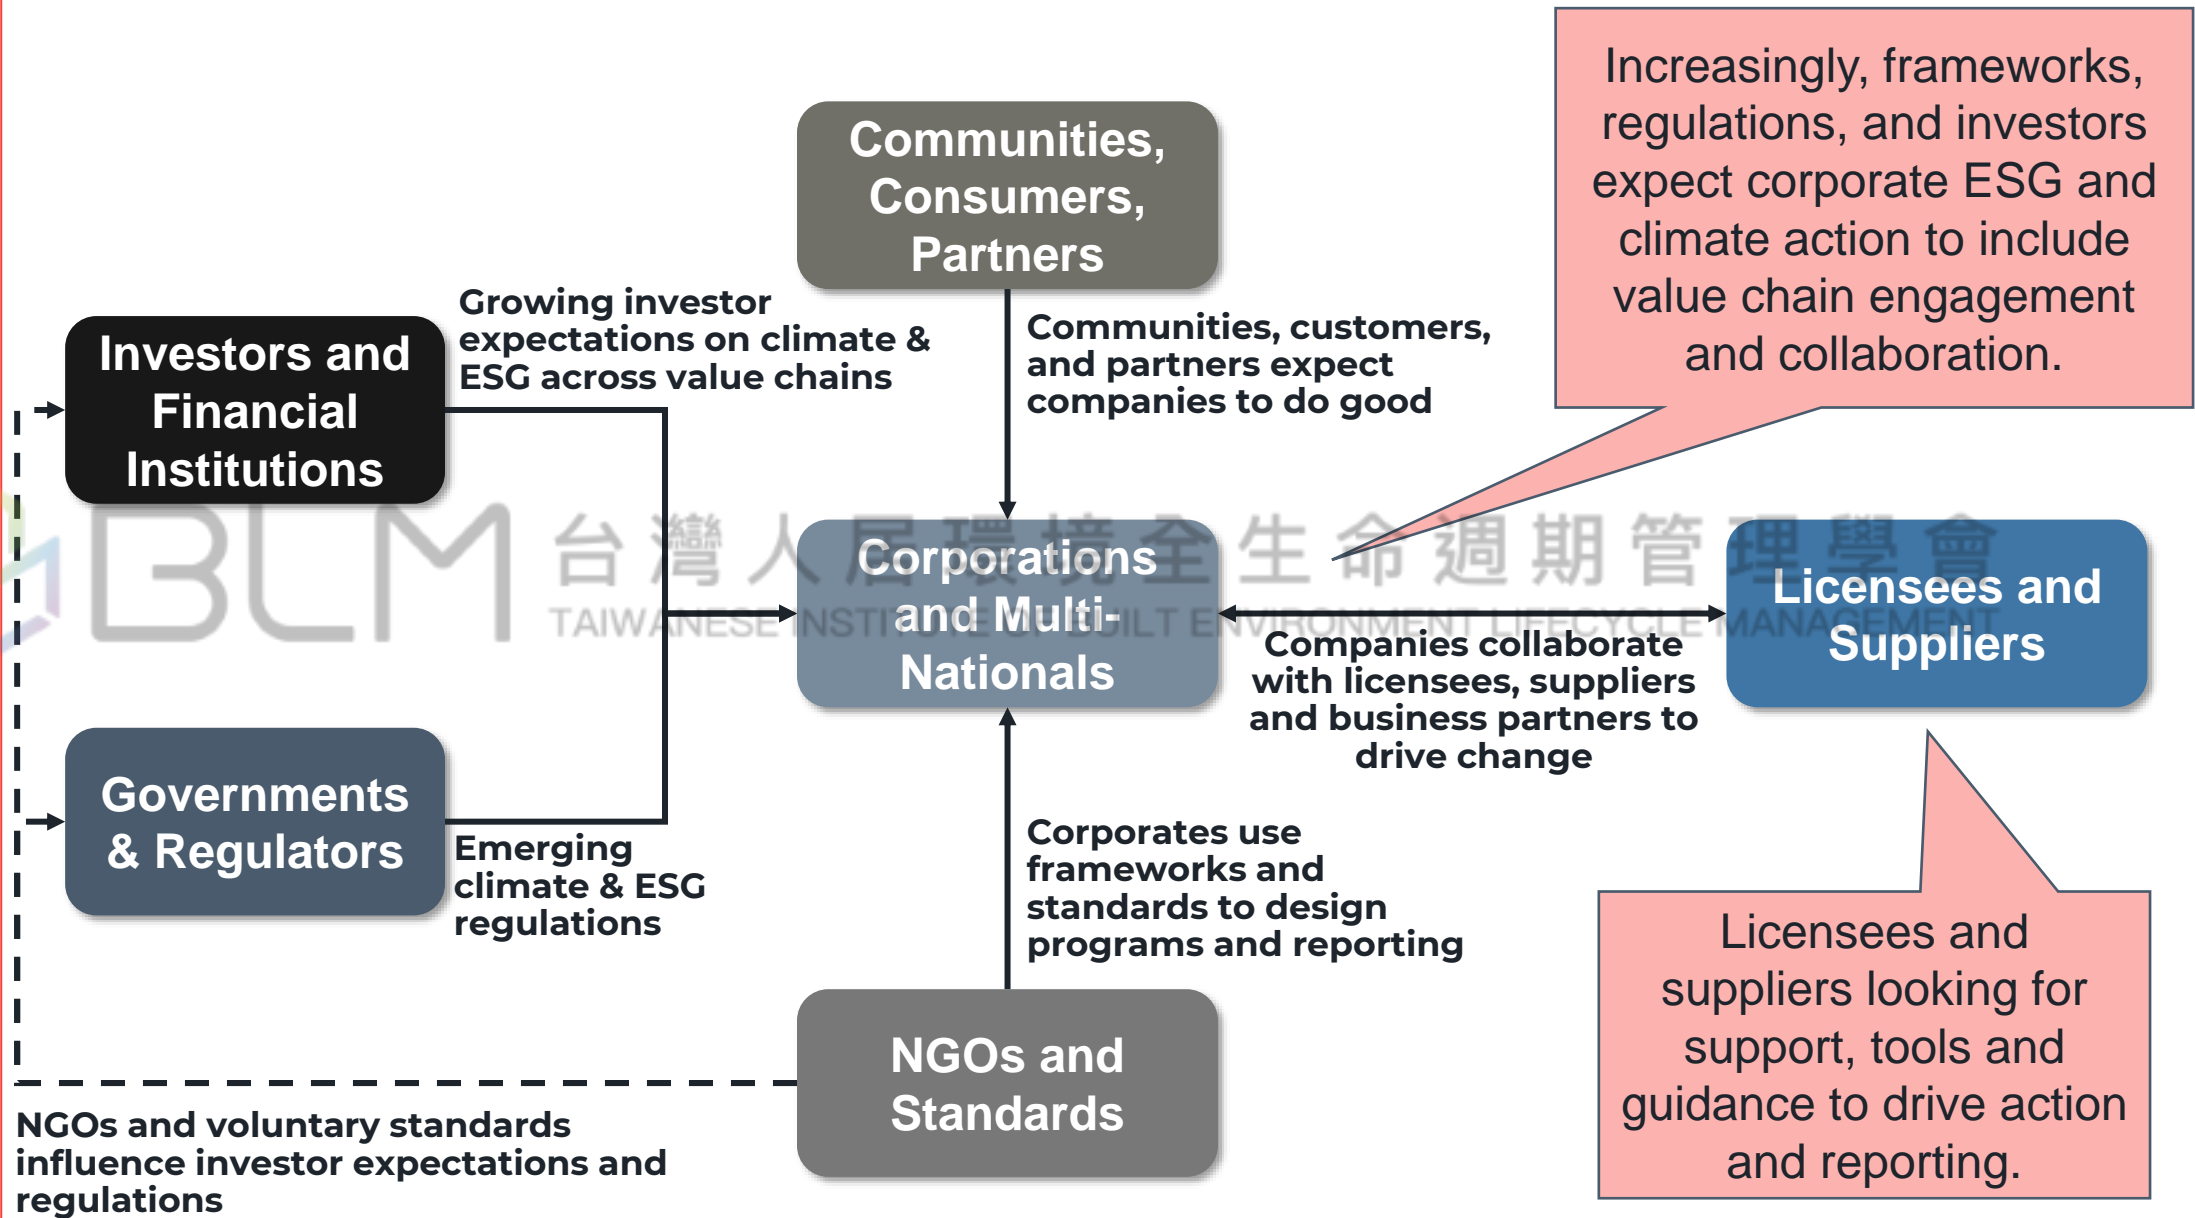 Increasingly, frameworks,
regulations, and investors
expect corporate ESG and
climate action to include
value chain engagement
and collaboration.
Communities,
Consumers,
Partners
Growing investor
expectations on climate &
ESG across value chains
Communities, customers,
and partners expect
companies to do good
Investors and
Financial
Institutions
BLM
台灣人居環境全生命週期管理學會
TAIWANESE INSTITUTE OF BUILT ENVIRONMENT LIFECYCLE MANAGEMENT
Corporations
and Multi-
Nationals
Licensees and
Suppliers
Companies collaborate
with licensees, suppliers
and business partners to
drive change
Governments
& Regulators
Emerging
climate & ESG
regulations
Corporates use
frameworks and
standards to design
programs and reporting
Licensees and
suppliers looking for
support, tools and
guidance to drive action
and reporting.
NGOs and
Standards
NGOs and voluntary standards
influence investor expectations and
regulations